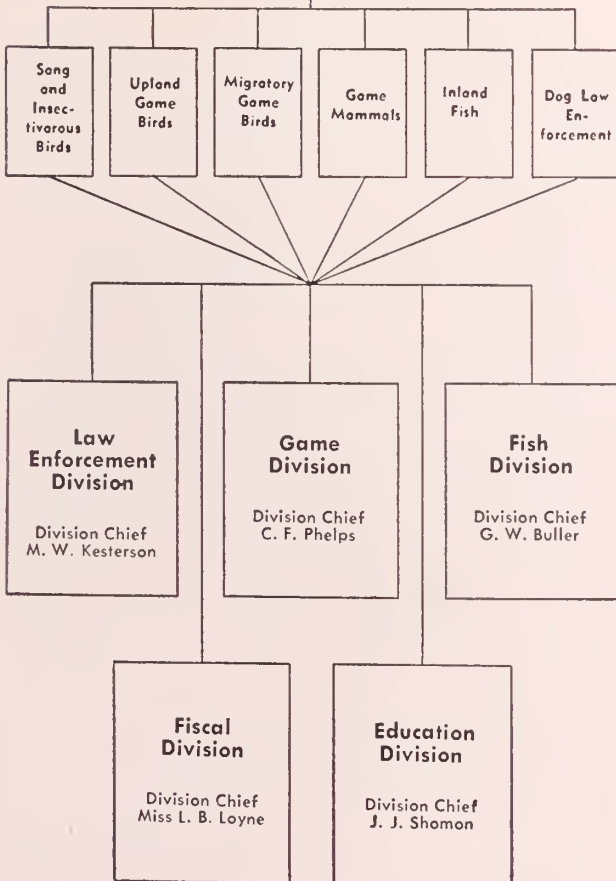 Song
and
Insec-
tivarous
Birds
Upland
Game
Birds
Migratory
Game
Birds
Game
Mammals
Inland
Fish
Dog Law
En-
forcement
Law
Enforcement
Division
Division Chief
M. W. Kesterson
Game
Division
Division Chief
C. F. Phelps
Fish
Division
Division Chief
G. W. Buller
Fiscal
Division
Division Chief
Miss L. B. Loyne
Education
Division
Division Chief
J. J. Shomon